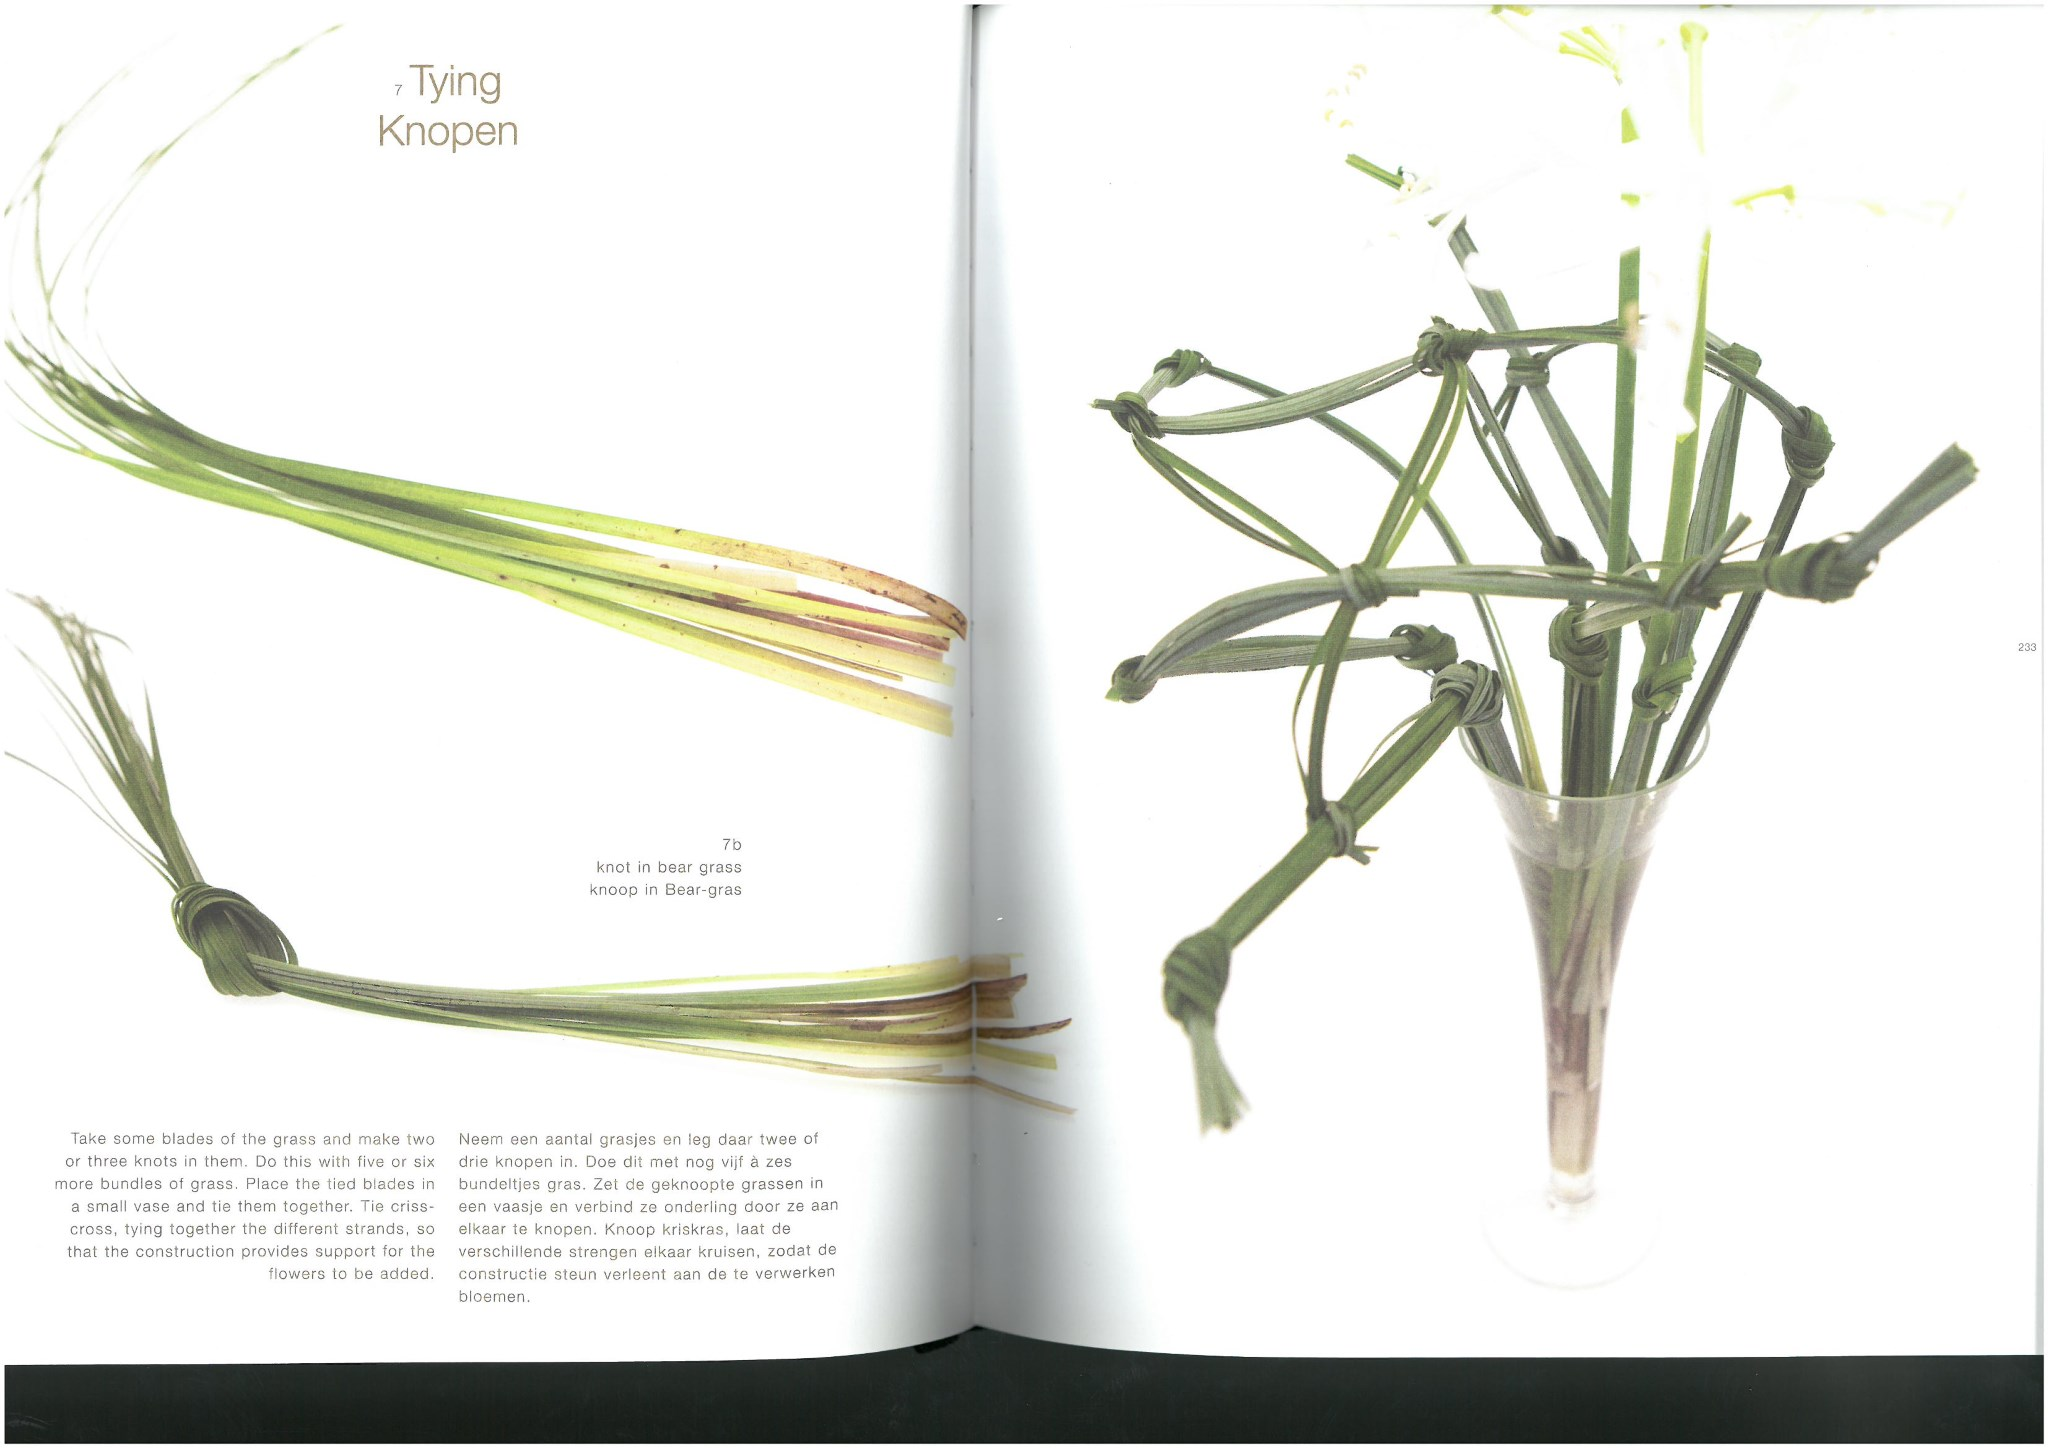 7 Tying
Knopen
7b
knot in bear grass
knoop in Bear-gras
Take some blades of the grass and make two
or three knots in them. Do this with five or six
more bundles of grass. Place the tied blades in
a small vase and tie them together. Tie criss-
cross, tying together the different strands, so
that the construction provides support for the
flowers to be added.
Neem een aantal grasjes en leg daar twee of
drie knopen in. Doe dit met nog vijf à zes
bundeltjes gras. Zet de geknoopte grassen in
een vaasje en verbind ze onderling door ze aan
elkaar te knopen. Knoop kriskras, laat de
verschillende strengen elkaar kruisen, zodat de
constructie steun verleent aan de te verwerken
bloemen.
233